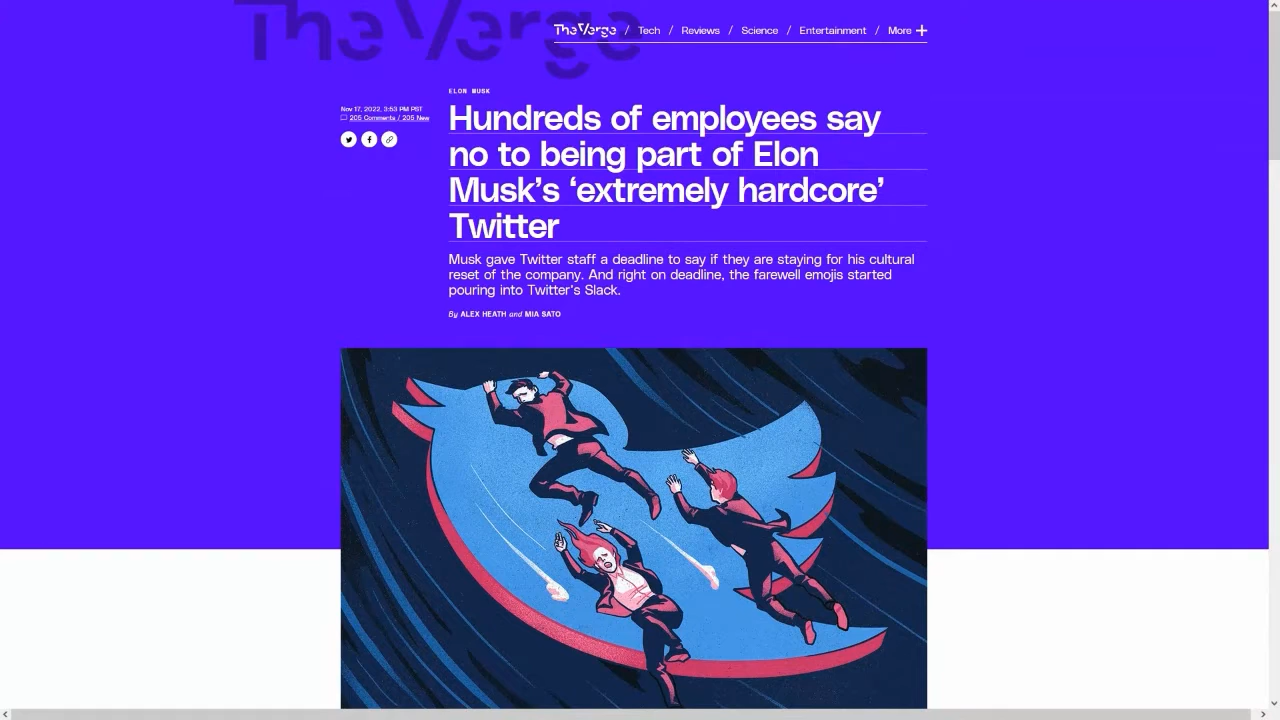 The Verge
The Verge / Tech / Reviews / Science / Entertainment / More +
ELON MUSK
Nov 17, 2022, 3:53 PM PST
205 Comments / 205 New
Hundreds of employees say
no to being part of Elon
Musk’s ‘extremely hardcore’
Twitter
Musk gave Twitter staff a deadline to say if they are staying for his cultural
reset of the company. And right on deadline, the farewell emojis started
pouring into Twitter’s Slack.
By ALEX HEATH and MIA SATO